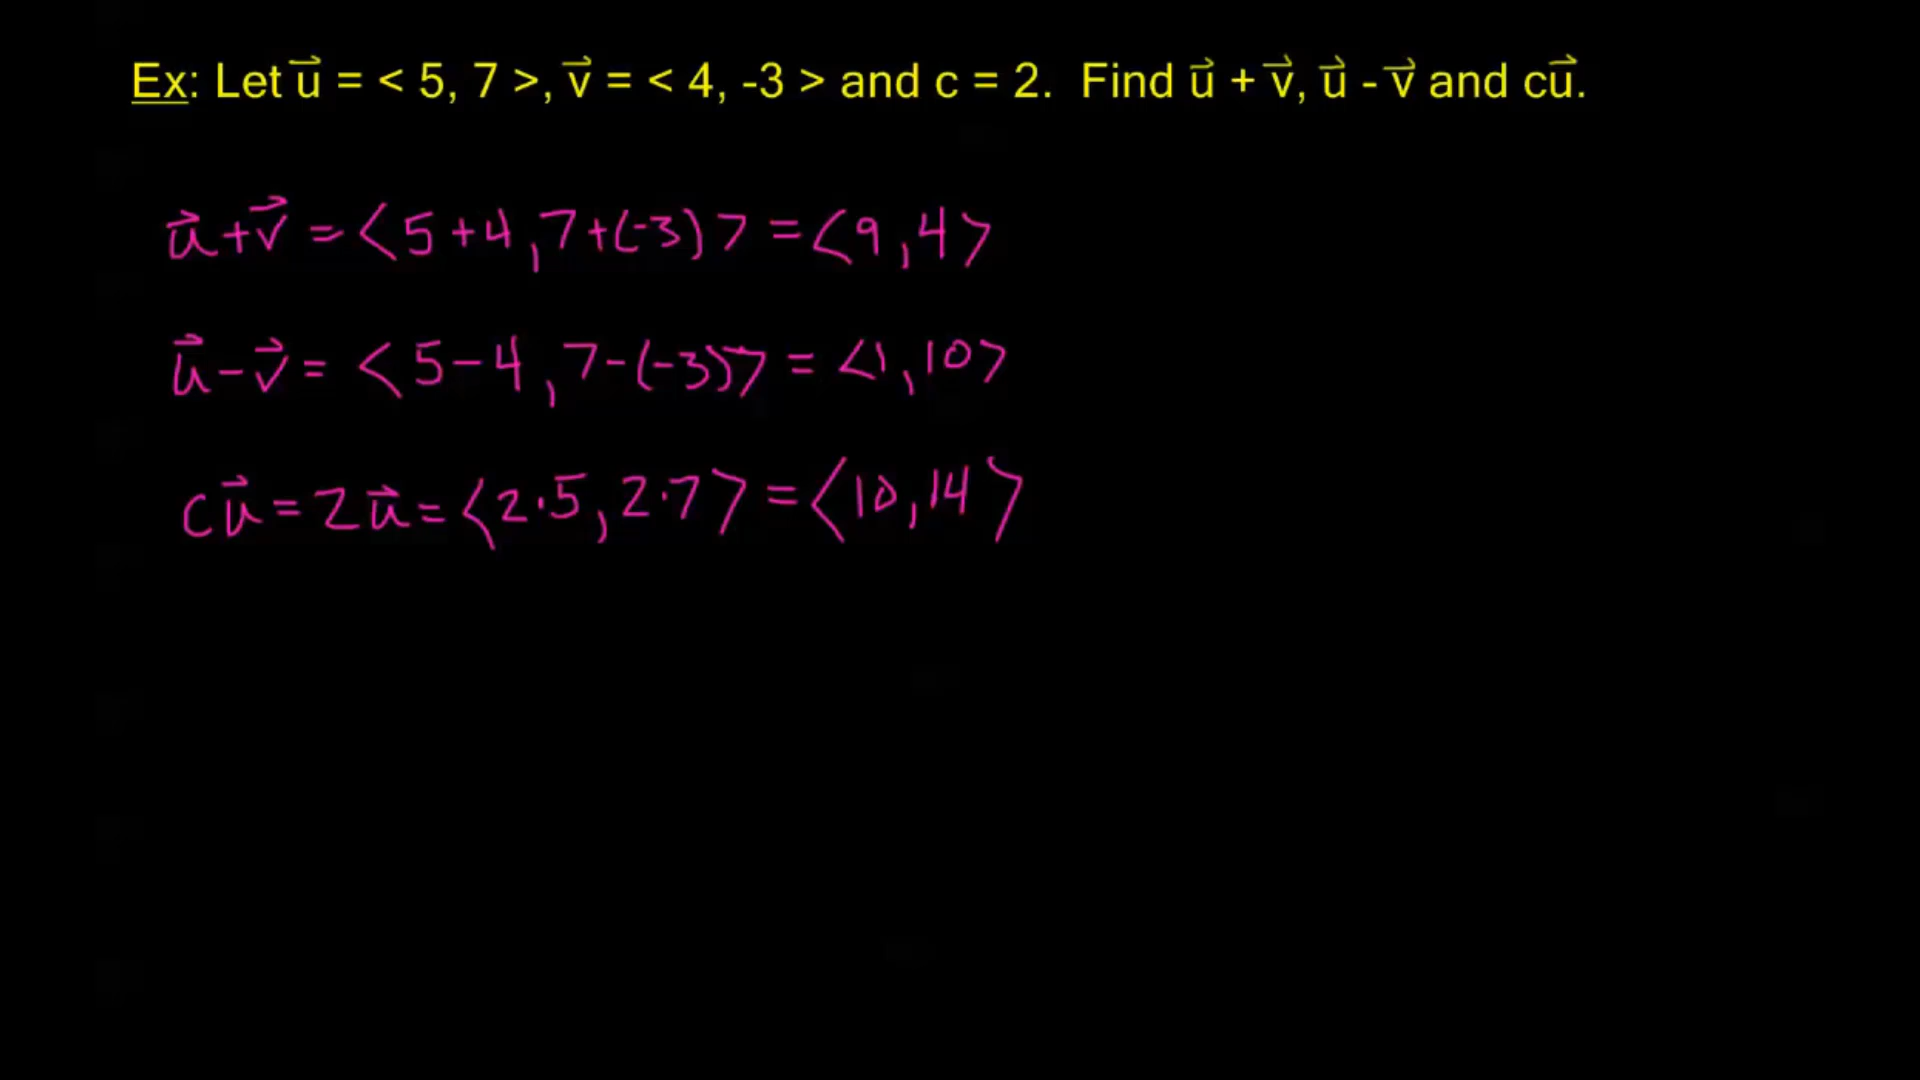 Ex: Let u⃗ = < 5, 7 >, v⃗ = < 4, -3 > and c = 2. Find u⃗ + v⃗, u⃗ - v⃗ and cu⃗.
u⃗+v⃗ = ⟨5+4, 7+(-3)⟩ = ⟨9, 4⟩
u⃗-v⃗ = ⟨5-4, 7-(-3)⟩ = ⟨1, 10⟩
cu⃗ = 2u⃗ = ⟨2·5, 2·7⟩ = ⟨10, 14⟩